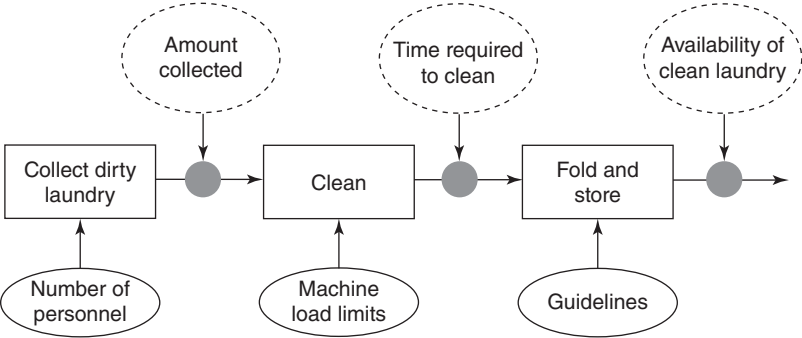 Amount
collected
Time required
to clean
Availability of
clean laundry
Collect dirty
laundry
Clean
Fold and
store
Number of
personnel
Machine
load limits
Guidelines